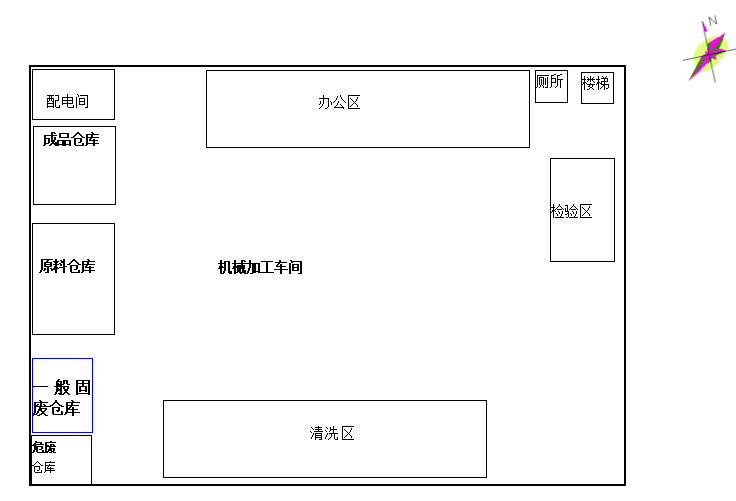 N
配电间
办公区
厕所
楼梯
成品仓库
检验区
原料仓库
机械加工车间
一般固
废仓库
清洗区
危废
仓库